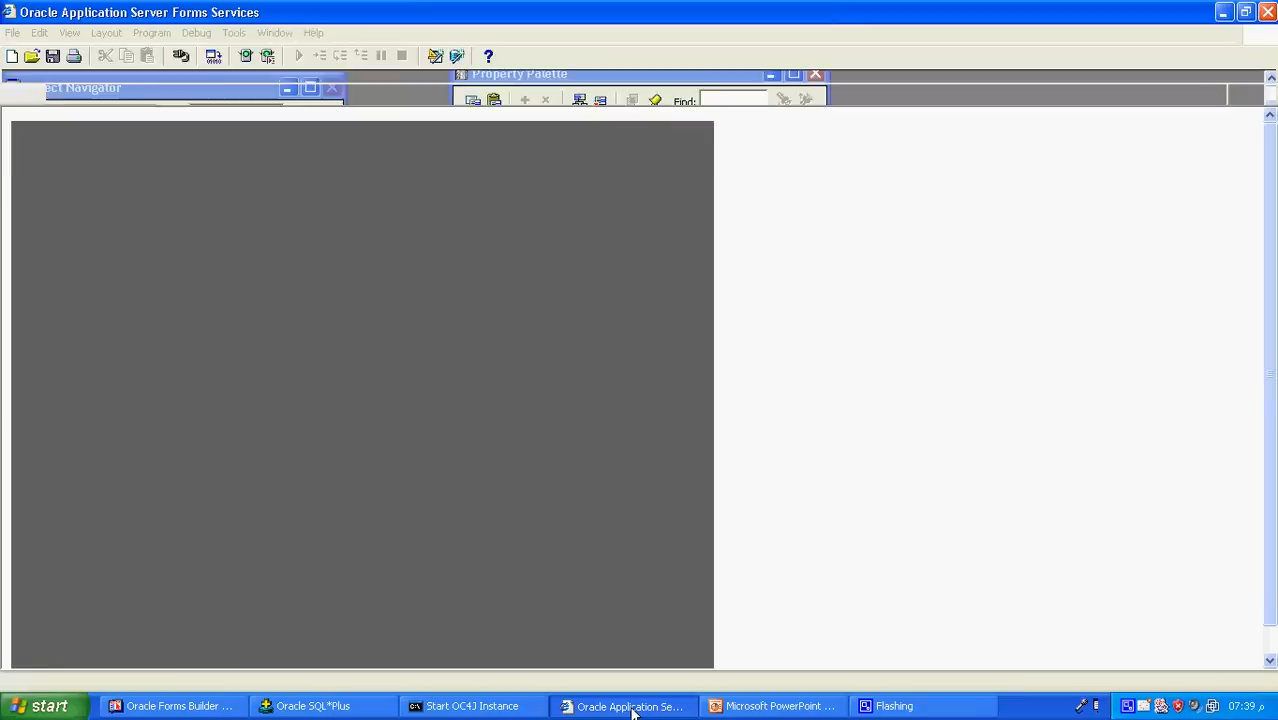 Oracle Application Server Forms Services
File Edit View Layout Program Debug Tools Window Help
ect Navigator
Property Palette
Find:
start
Oracle Forms Builder ...
Oracle SQL*Plus
Start OC4J Instance
Oracle Application Se...
Microsoft PowerPoint ...
Flashing
07:39 م